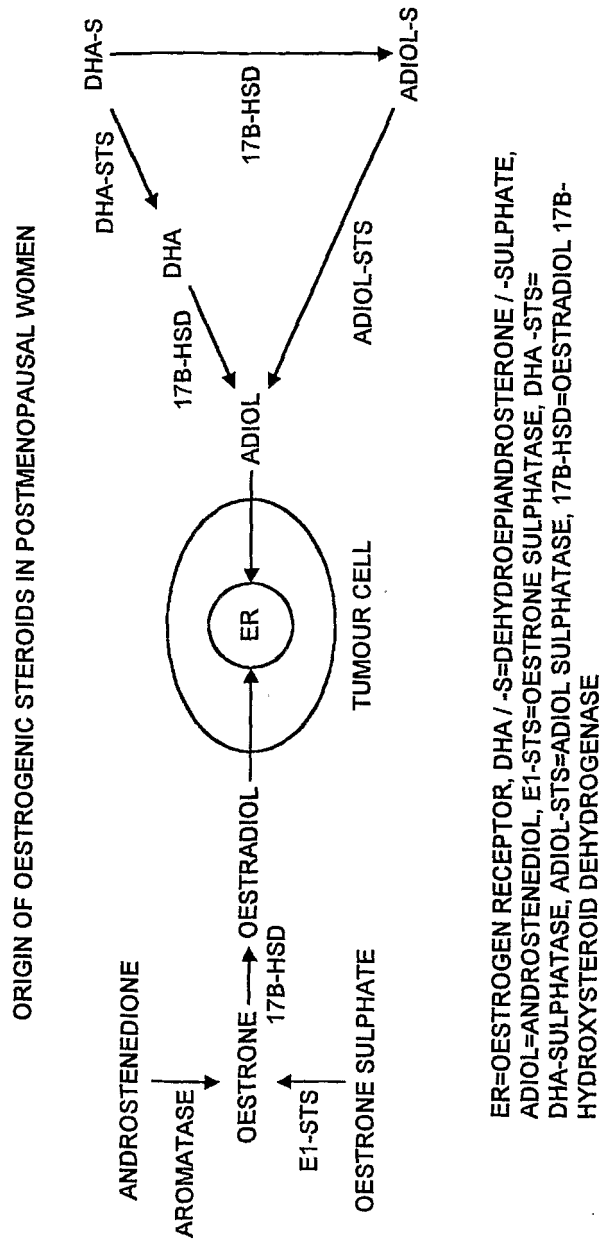 ORIGIN OF OESTROGENIC STEROIDS IN POSTMENOPAUSAL WOMEN
ANDROSTENEDIONE
AROMATASE
OESTRONE
17B-HSD
OESTRADIOL
E1-STS
OESTRONE SULPHATE
ER
TUMOUR CELL
ADIOL
17B-HSD
DHA
DHA-STS
DHA-S
17B-HSD
ADIOL-STS
ADIOL-S
ER=OESTROGEN RECEPTOR, DHA / -S=DEHYDROEPIANDROSTERONE / -SULPHATE,
ADIOL=ANDROSTENEDIOL, E1-STS=OESTRONE SULPHATASE, DHA -STS=
DHA-SULPHATASE, ADIOL-STS=ADIOL SULPHATASE, 17B-HSD=OESTRADIOL 17B-
HYDROXYSTEROID DEHYDROGENASE